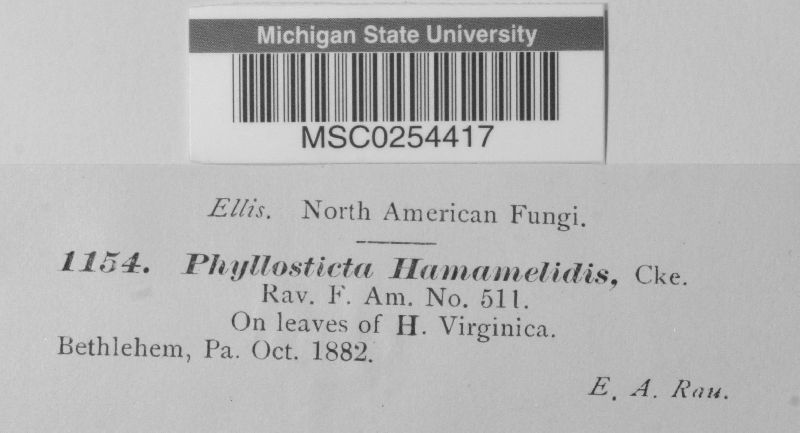 Michigan State University
MSC0254417
Ellis. North American Fungi.
1154. Phyllosticta Hamamelidis, Cke.
Rav. F. Am. No. 511.
On leaves of H. Virginica.
Bethlehem, Pa. Oct. 1882.
E. A. Rau.